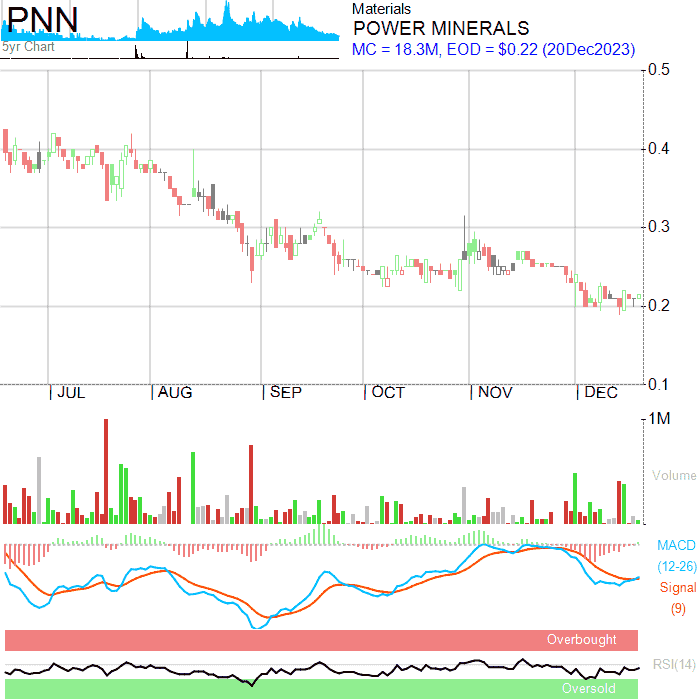 PNN
5yr Chart
Materials
POWER MINERALS
MC = 18.3M, EOD = $0.22 (20Dec2023)
0.5
0.4
0.3
0.2
0.1
JUL AUG SEP OCT NOV DEC
1M
Volume
MACD
(12-26)
Signal
(9)
Overbought
RSI(14)
Oversold